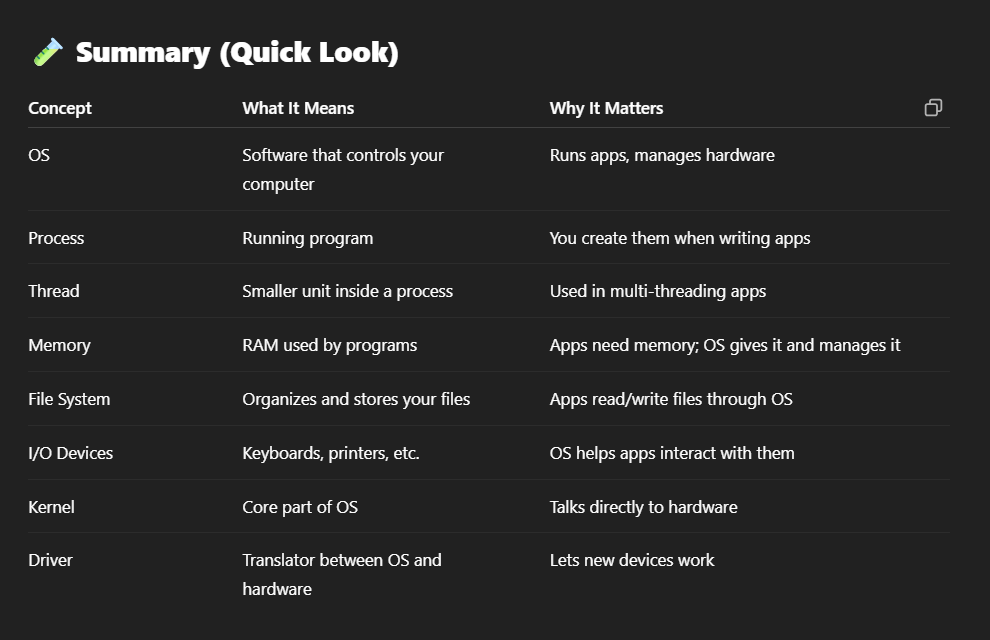 Summary (Quick Look)
Concept What It Means Why It Matters
OS Software that controls your computer Runs apps, manages hardware
Process Running program You create them when writing apps
Thread Smaller unit inside a process Used in multi-threading apps
Memory RAM used by programs Apps need memory; OS gives it and manages it
File System Organizes and stores your files Apps read/write files through OS
I/O Devices Keyboards, printers, etc. OS helps apps interact with them
Kernel Core part of OS Talks directly to hardware
Driver Translator between OS and hardware Lets new devices work